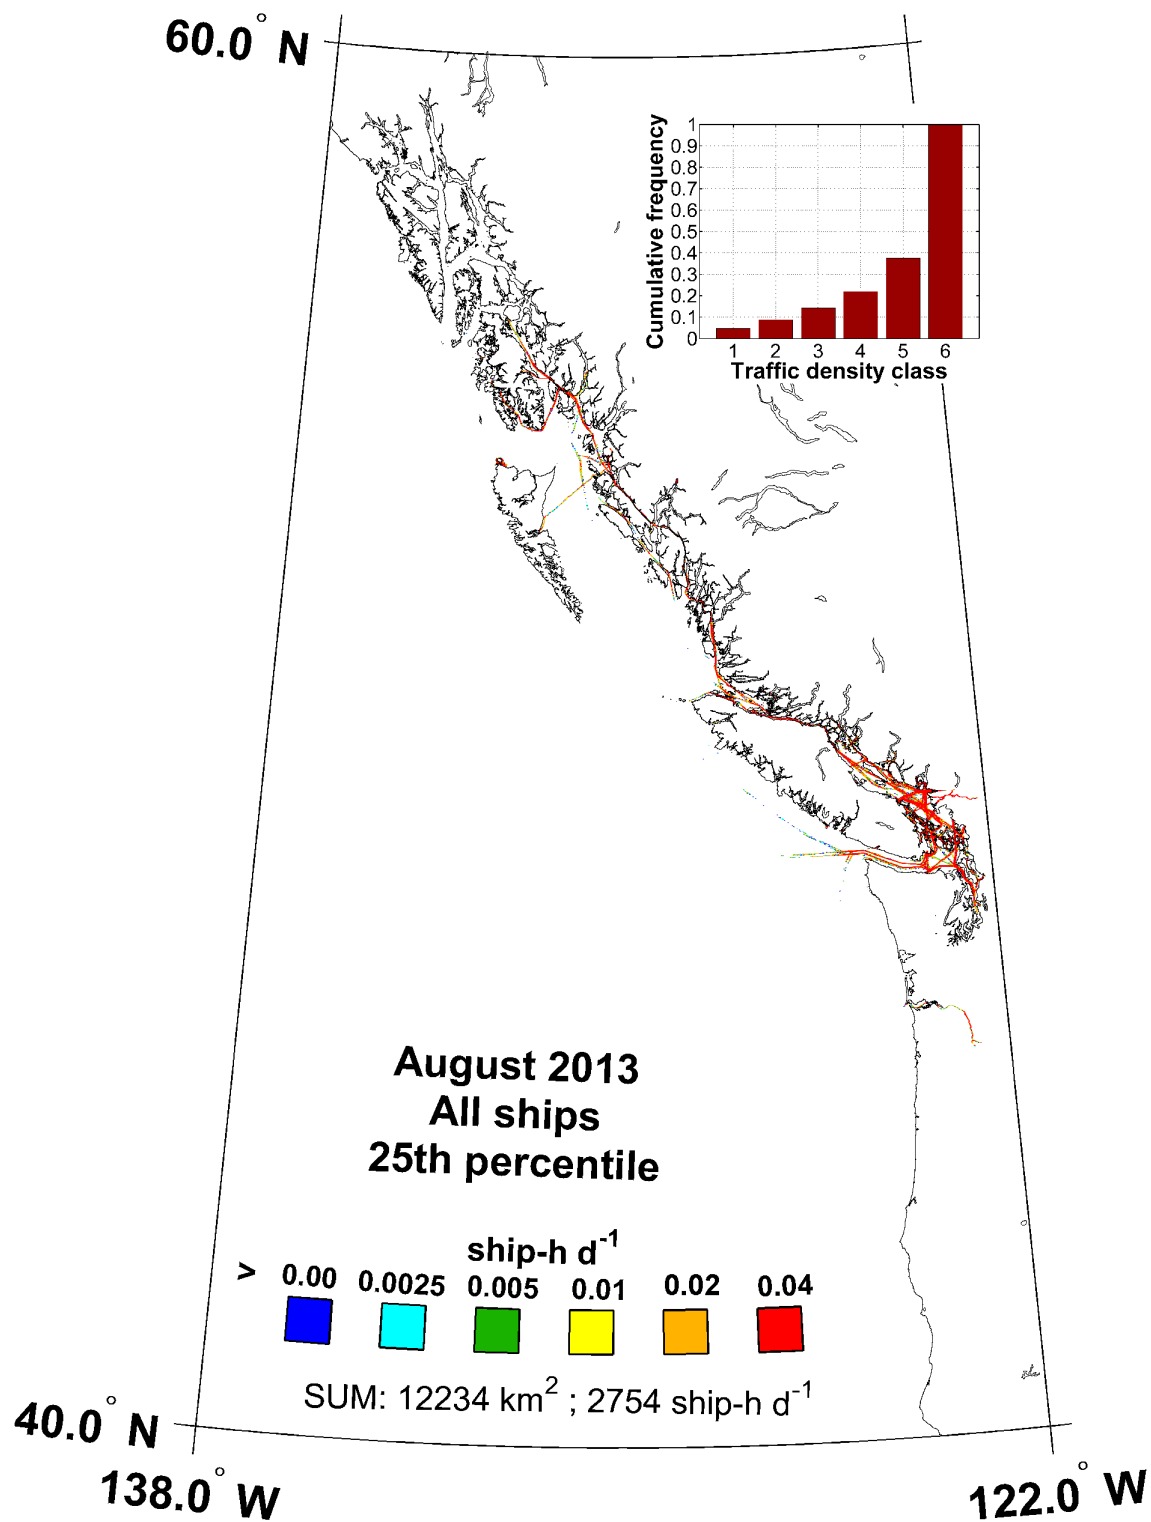 60.0° N
Cumulative frequency
1
0.9
0.8
0.7
0.6
0.5
0.4
0.3
0.2
0.1
0
1 2 3 4 5 6
Traffic density class
August 2013
All ships
25th percentile
ship-h d⁻¹
> 0.00 0.0025 0.005 0.01 0.02 0.04
SUM: 12234 km² ; 2754 ship-h d⁻¹
40.0° N
138.0° W
122.0° W